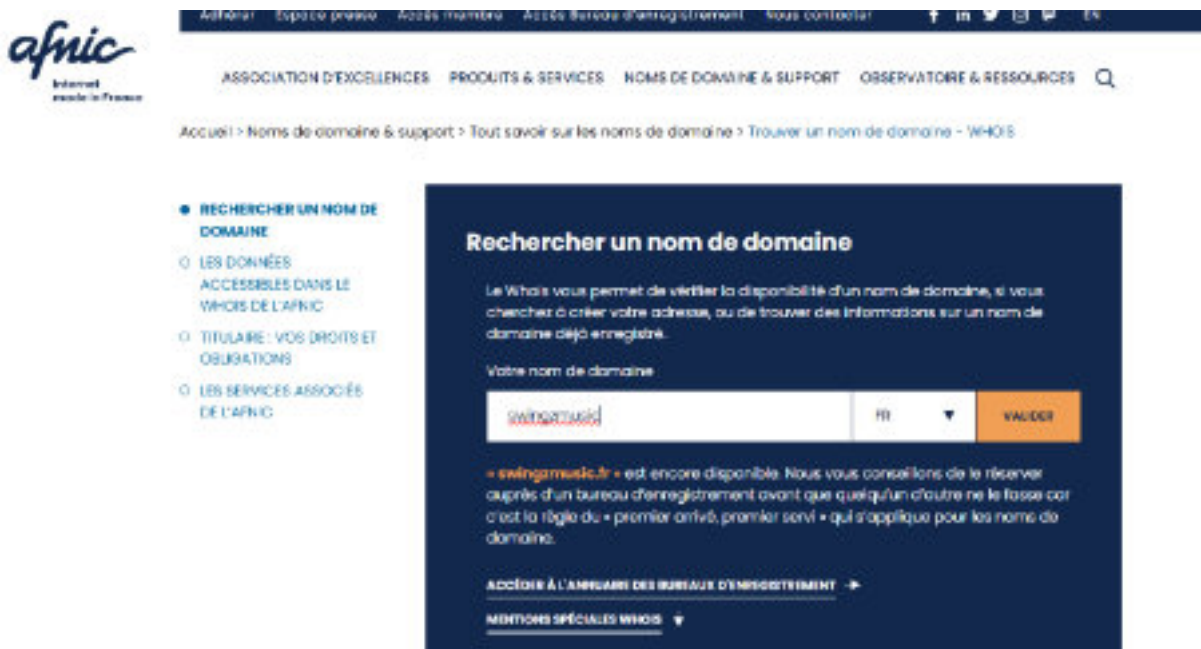 Adhérer Espace presse Accès membre Accès Bureau d'enregistrement Nous contacter EN
afnic
Internet
made in France
ASSOCIATION D'EXCELLENCES PRODUITS & SERVICES NOMS DE DOMAINE & SUPPORT OBSERVATOIRE & RESSOURCES
Accueil > Noms de domaine & support > Tout savoir sur les noms de domaine > Trouver un nom de domaine - WHOIS
RECHERCHER UN NOM DE
DOMAINE
LES DONNÉES
ACCESSIBLES DANS LE
WHOIS DE L'AFNIC
TITULAIRE : VOS DROITS ET
OBLIGATIONS
LES SERVICES ASSOCIÉS
DE L'AFNIC
Rechercher un nom de domaine
Le Whois vous permet de vérifier la disponibilité d'un nom de domaine, si vous
cherchez à créer votre adresse, ou de trouver des informations sur un nom de
domaine déjà enregistré.
Votre nom de domaine
swingzmusic FR VALIDER
« swingzmusic.fr » est encore disponible. Nous vous conseillons de le réserver
auprès d'un bureau d'enregistrement avant que quelqu'un d'autre ne le fasse car
c'est la règle du « premier arrivé, premier servi » qui s'applique pour les noms de
domaine.
ACCÉDER À L'ANNUAIRE DES BUREAUX D'ENREGISTREMENT
MENTIONS SPÉCIALES WHOIS